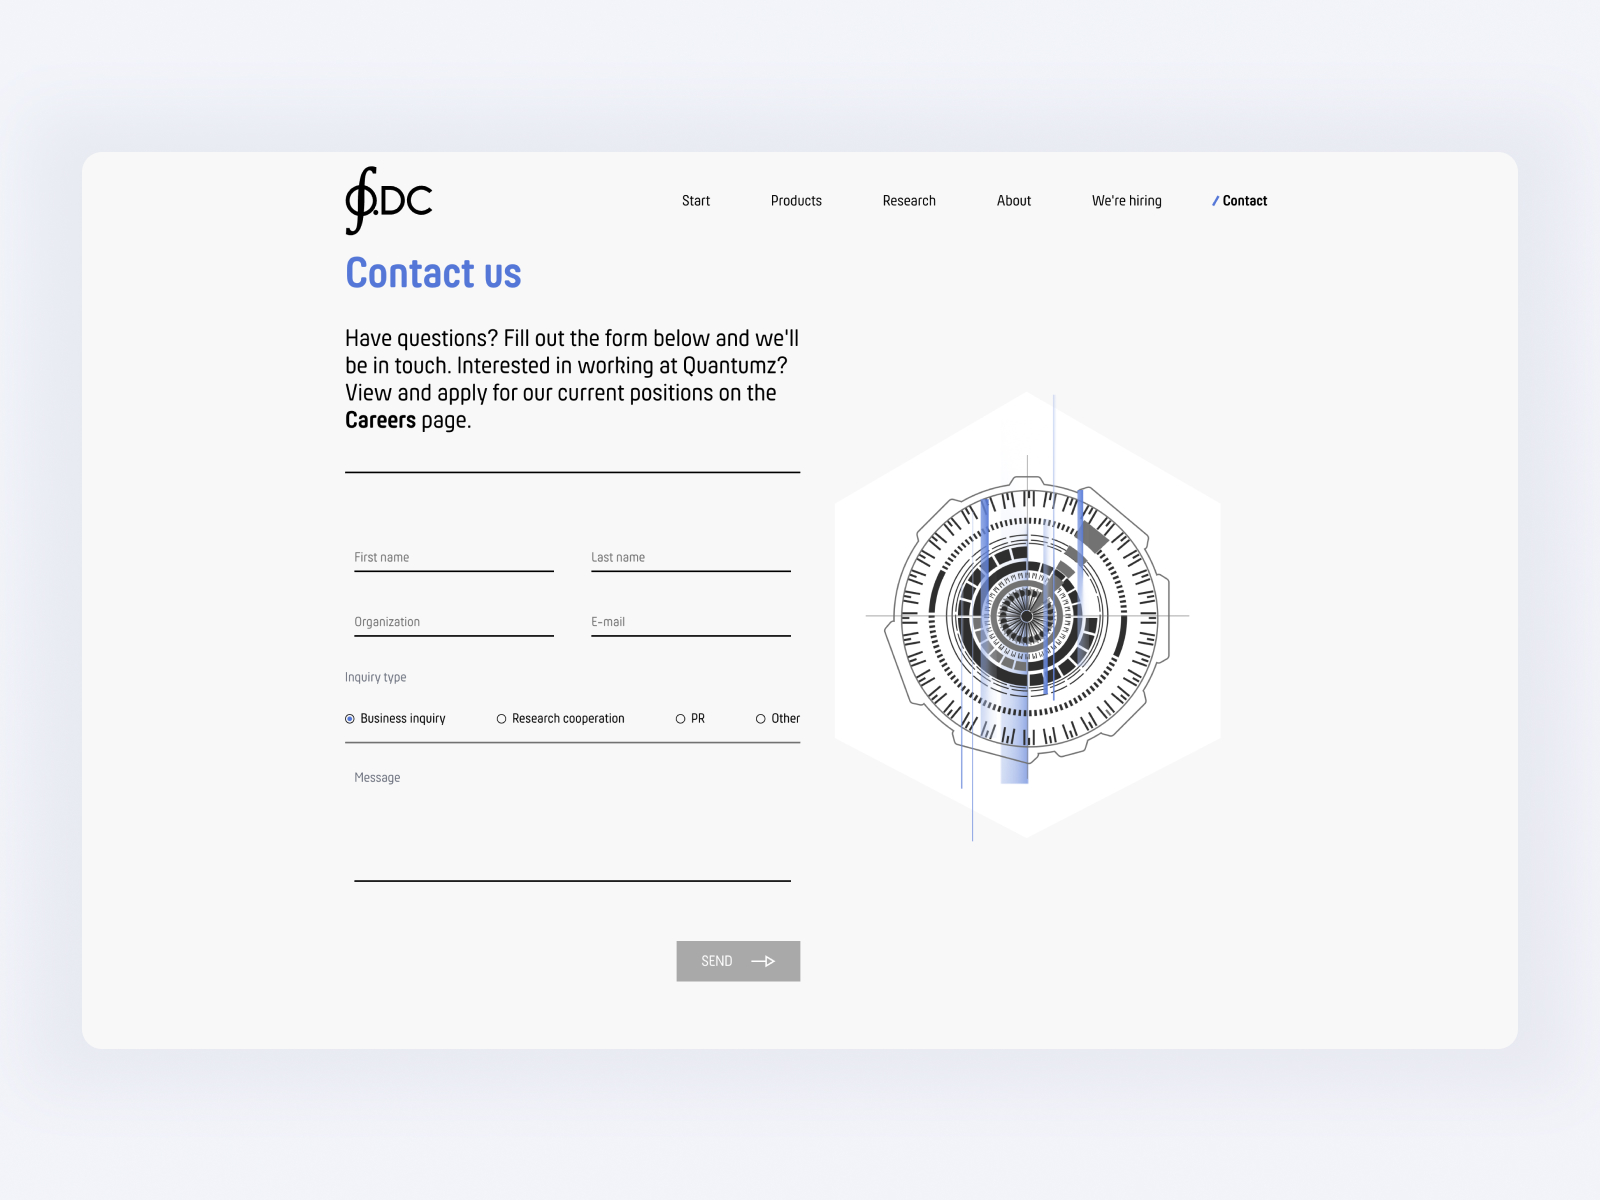 ∮.DC
Start Products Research About We're hiring Contact
Contact us
Have questions? Fill out the form below and we'll
be in touch. Interested in working at Quantumz?
View and apply for our current positions on the
Careers page.
First name Last name
Organization E-mail
Inquiry type
Business inquiry Research cooperation PR Other
Message
SEND